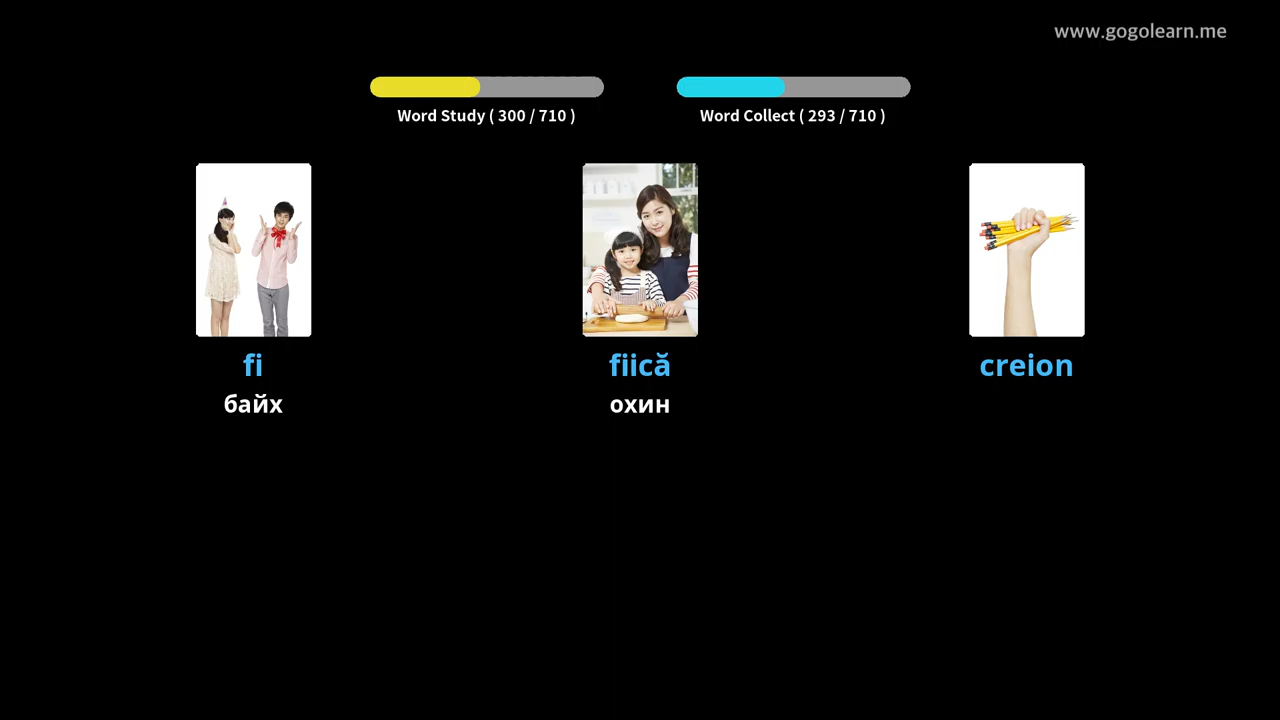 www.gogolearn.me
Word Study ( 300 / 710 )
Word Collect ( 293 / 710 )
fi
fiică
creion
байх
охин